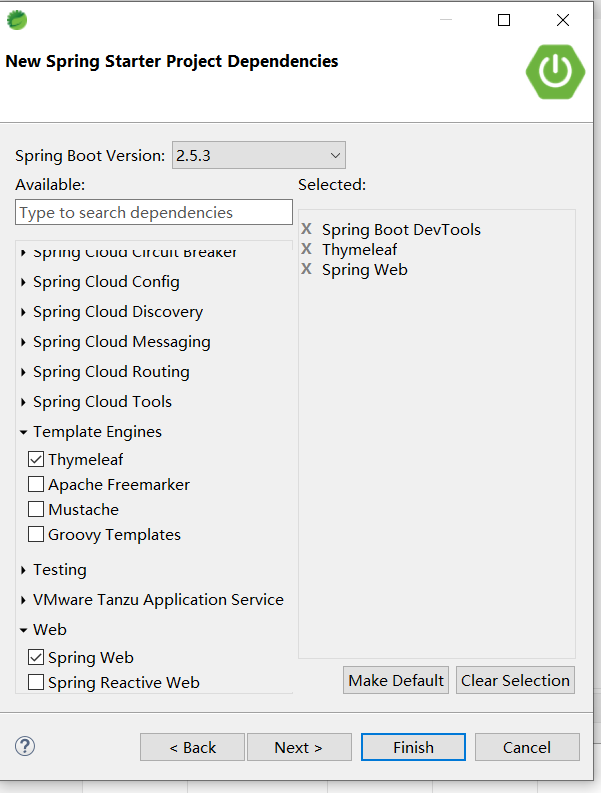 New Spring Starter Project Dependencies
Spring Boot Version: 2.5.3
Available:
Type to search dependencies
Spring Cloud Circuit Breaker
Spring Cloud Config
Spring Cloud Discovery
Spring Cloud Messaging
Spring Cloud Routing
Spring Cloud Tools
Template Engines
Thymeleaf
Apache Freemarker
Mustache
Groovy Templates
Testing
VMware Tanzu Application Service
Web
Spring Web
Spring Reactive Web
Selected:
X Spring Boot DevTools
X Thymeleaf
X Spring Web
Make Default Clear Selection
? < Back Next > Finish Cancel